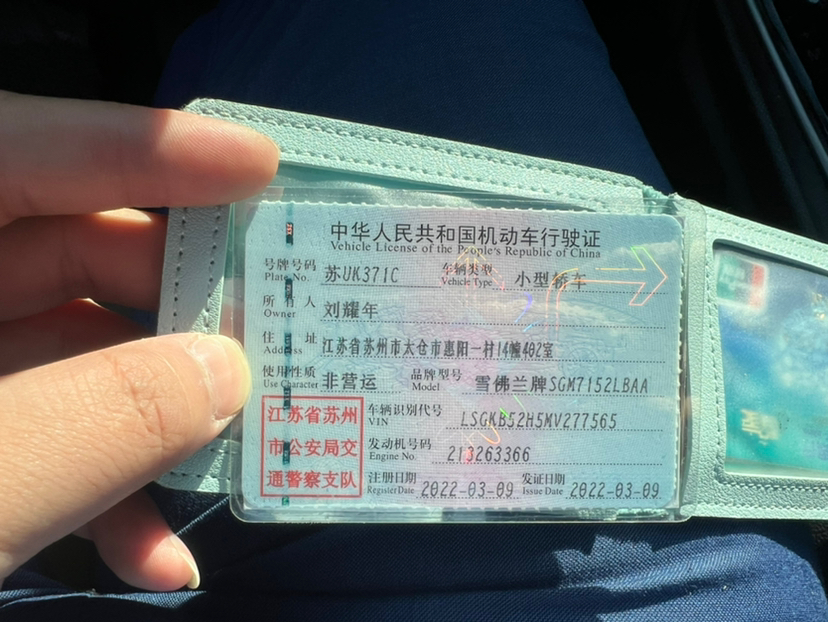 中华人民共和国机动车行驶证
Vehicle License of the People's Republic of China
号牌号码 苏UK371C 车辆类型 小型轿车
Plate No. Vehicle Type
所有人 刘耀年
Owner
住址 江苏省苏州市太仓市惠阳一村14幢402室
Address
使用性质 非营运 品牌型号 雪佛兰牌SGM7152LBAA
Use Character Model
江苏省苏州
市公安局交
通警察支队
车辆识别代号 LSGKB52H5MV277565
VIN
发动机号码 213263366
Engine No.
注册日期 2022-03-09 发证日期 2022-03-09
Register Date Issue Date